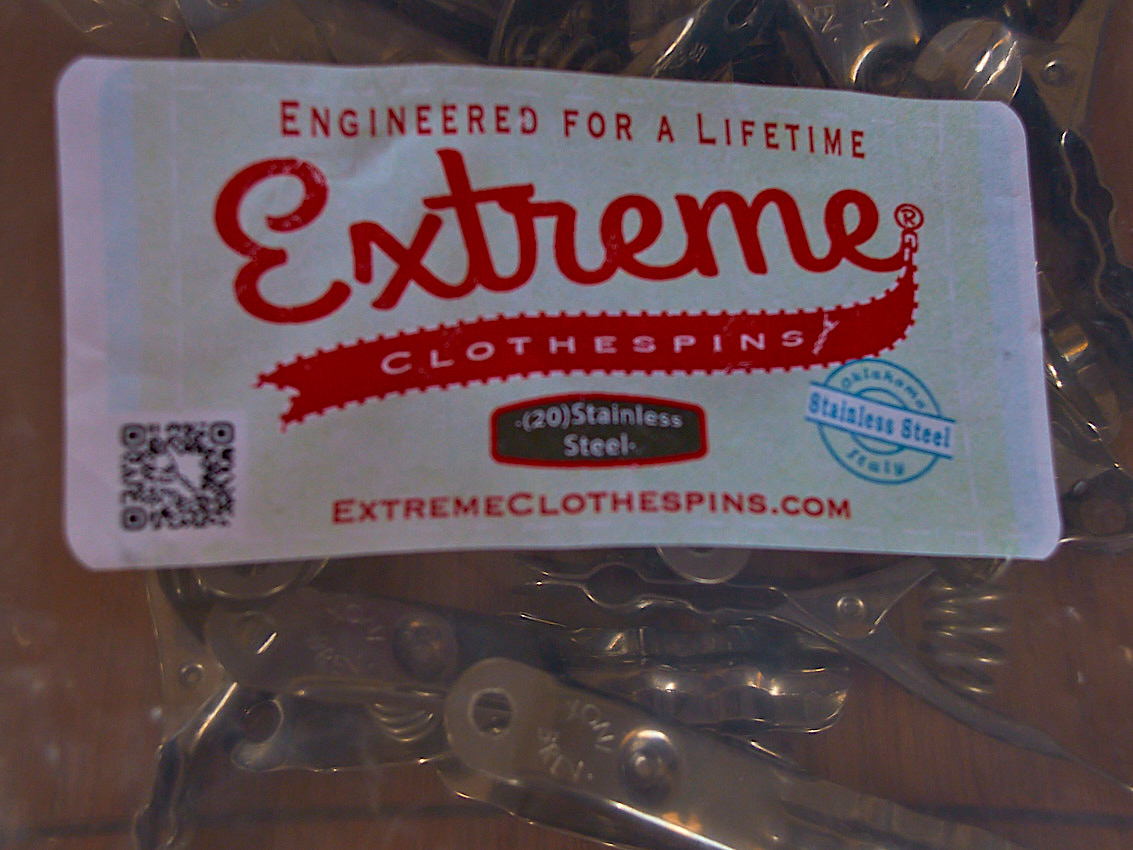 ENGINEERED FOR A LIFETIME
Extreme®
CLOTHESPINS
·(20)Stainless
Steel·
Oklahoma
Stainless Steel
Italy
EXTREMECLOTHESPINS.COM